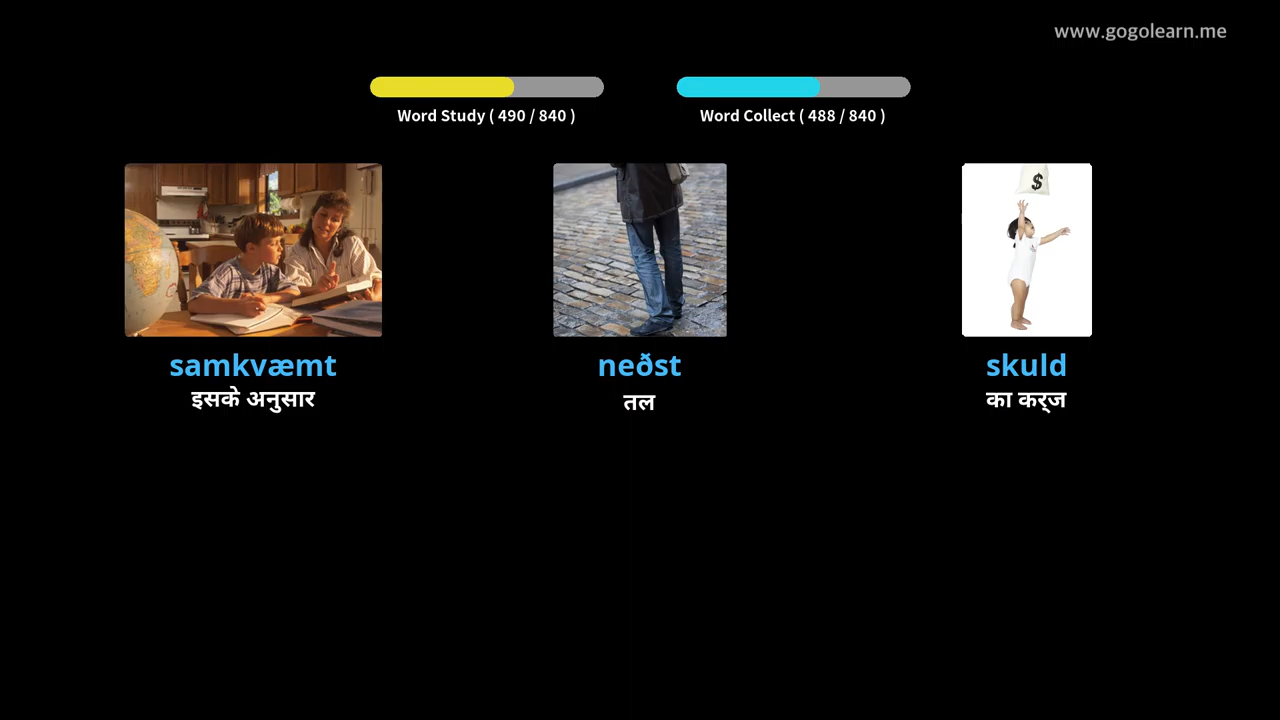 www.gogolearn.me
Word Study ( 490 / 840 )
Word Collect ( 488 / 840 )
$
samkvæmt
इसके अनुसार
neðst
तल
skuld
का कर्ज